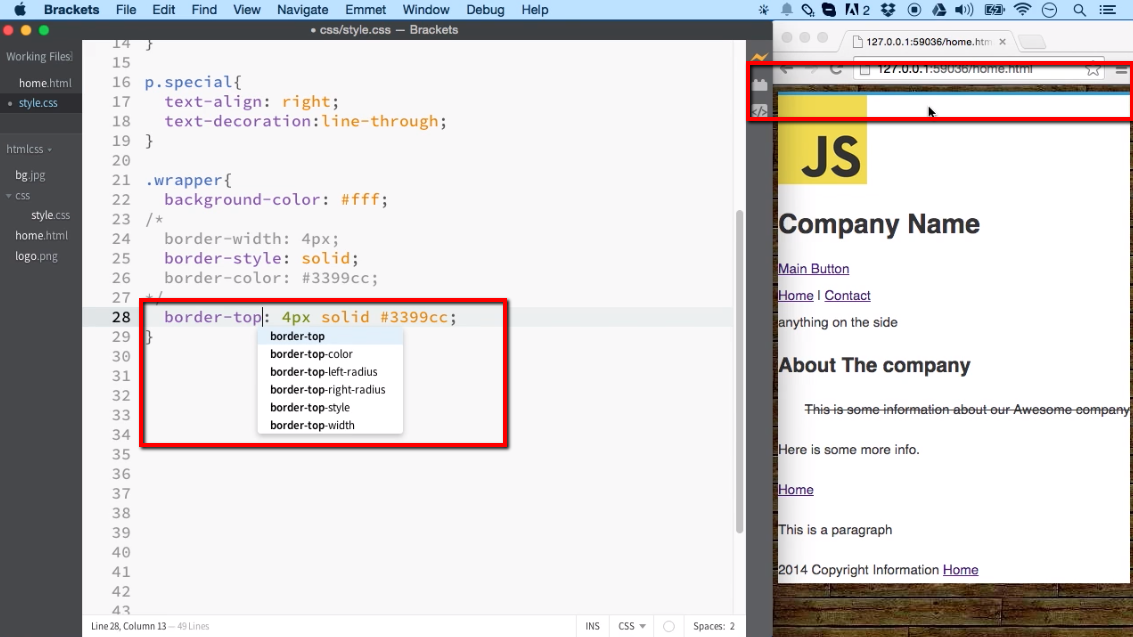 Brackets File Edit Find View Navigate Emmet Window Debug Help
2
css/style.css — Brackets
Working Files
home.html
style.css
htmlcss
bg.jpg
css
style.css
home.html
logo.png
14 }
15
16 p.special{
17 text-align: right;
18 text-decoration:line-through;
19 }
20
21 .wrapper{
22 background-color: #fff;
23 /*
24 border-width: 4px;
25 border-style: solid;
26 border-color: #3399cc;
27 */
28 border-top: 4px solid #3399cc;
29 }
border-top
30
border-top-color
31
border-top-left-radius
32
border-top-right-radius
33
border-top-style
border-top-width
34
35
36
37
38
39
40
41
42
43
Line 28, Column 13 — 49 Lines
INS CSS Spaces: 2
127.0.0.1:59036/home.htm
127.0.0.1:59036/home.html
JS
Company Name
Main Button
Home | Contact
anything on the side
About The company
This is some information about our Awesome company
Here is some more info.
Home
This is a paragraph
2014 Copyright Information Home